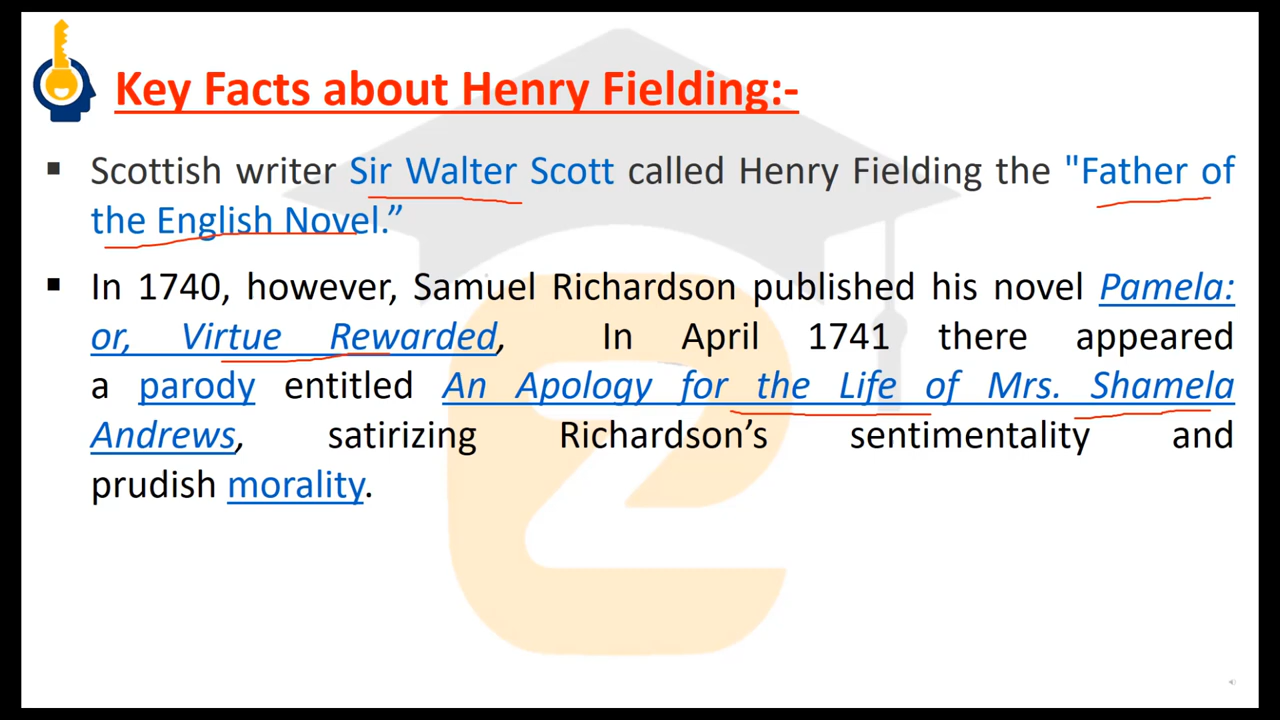 Key Facts about Henry Fielding:-
▪ Scottish writer Sir Walter Scott called Henry Fielding the "Father of
the English Novel.”
▪ In 1740, however, Samuel Richardson published his novel Pamela:
or, Virtue Rewarded, In April 1741 there appeared
a parody entitled An Apology for the Life of Mrs. Shamela
Andrews, satirizing Richardson’s sentimentality and
prudish morality.